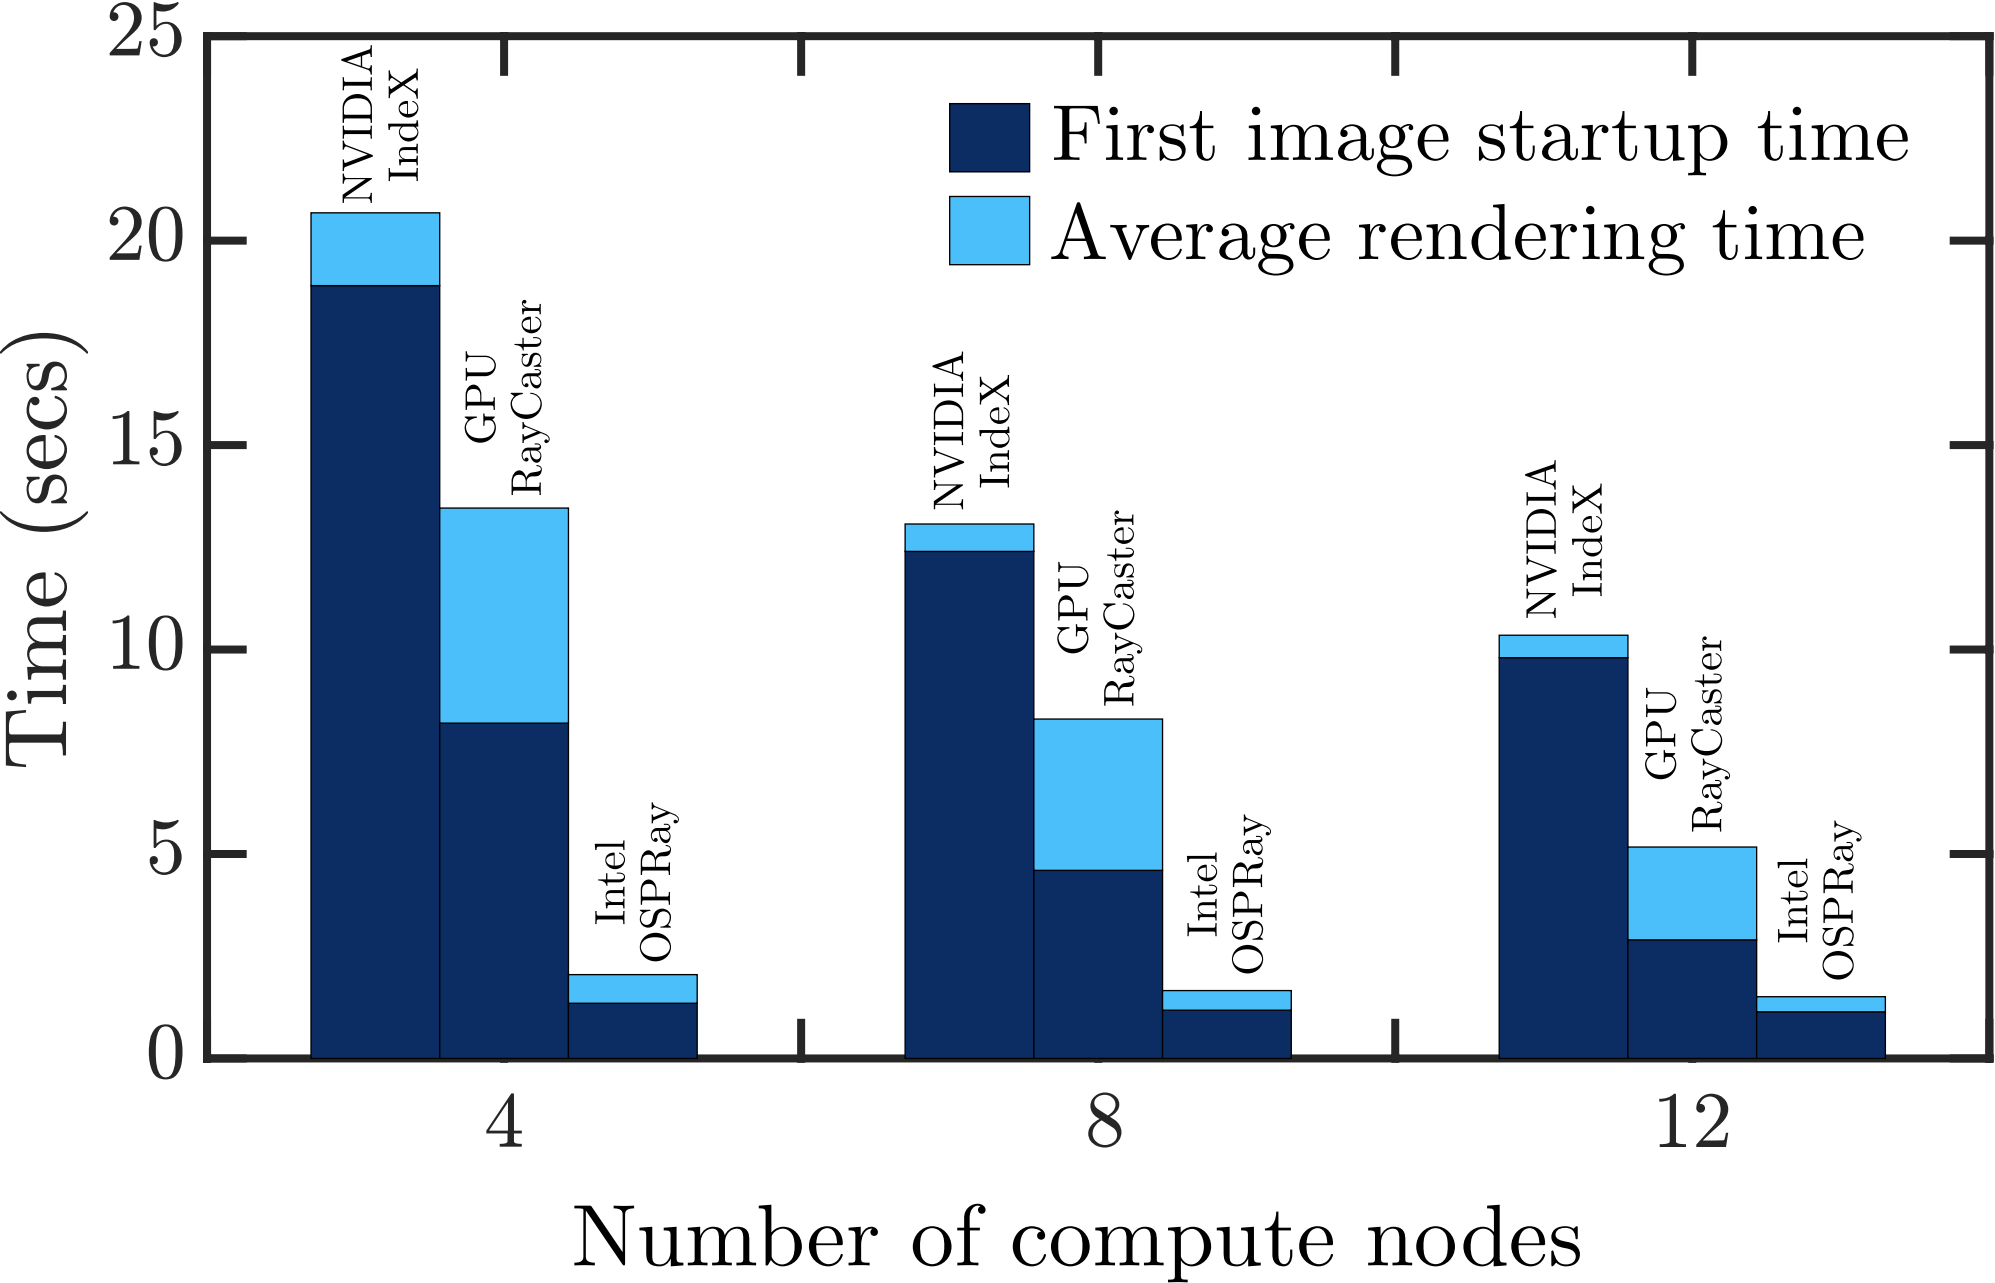 25
20
15
10
5
0
Time (secs)
First image startup time
Average rendering time
NVIDIA
IndeX
GPU
RayCaster
Intel
OSPRay
NVIDIA
IndeX
GPU
RayCaster
Intel
OSPRay
NVIDIA
IndeX
GPU
RayCaster
Intel
OSPRay
4
8
12
Number of compute nodes